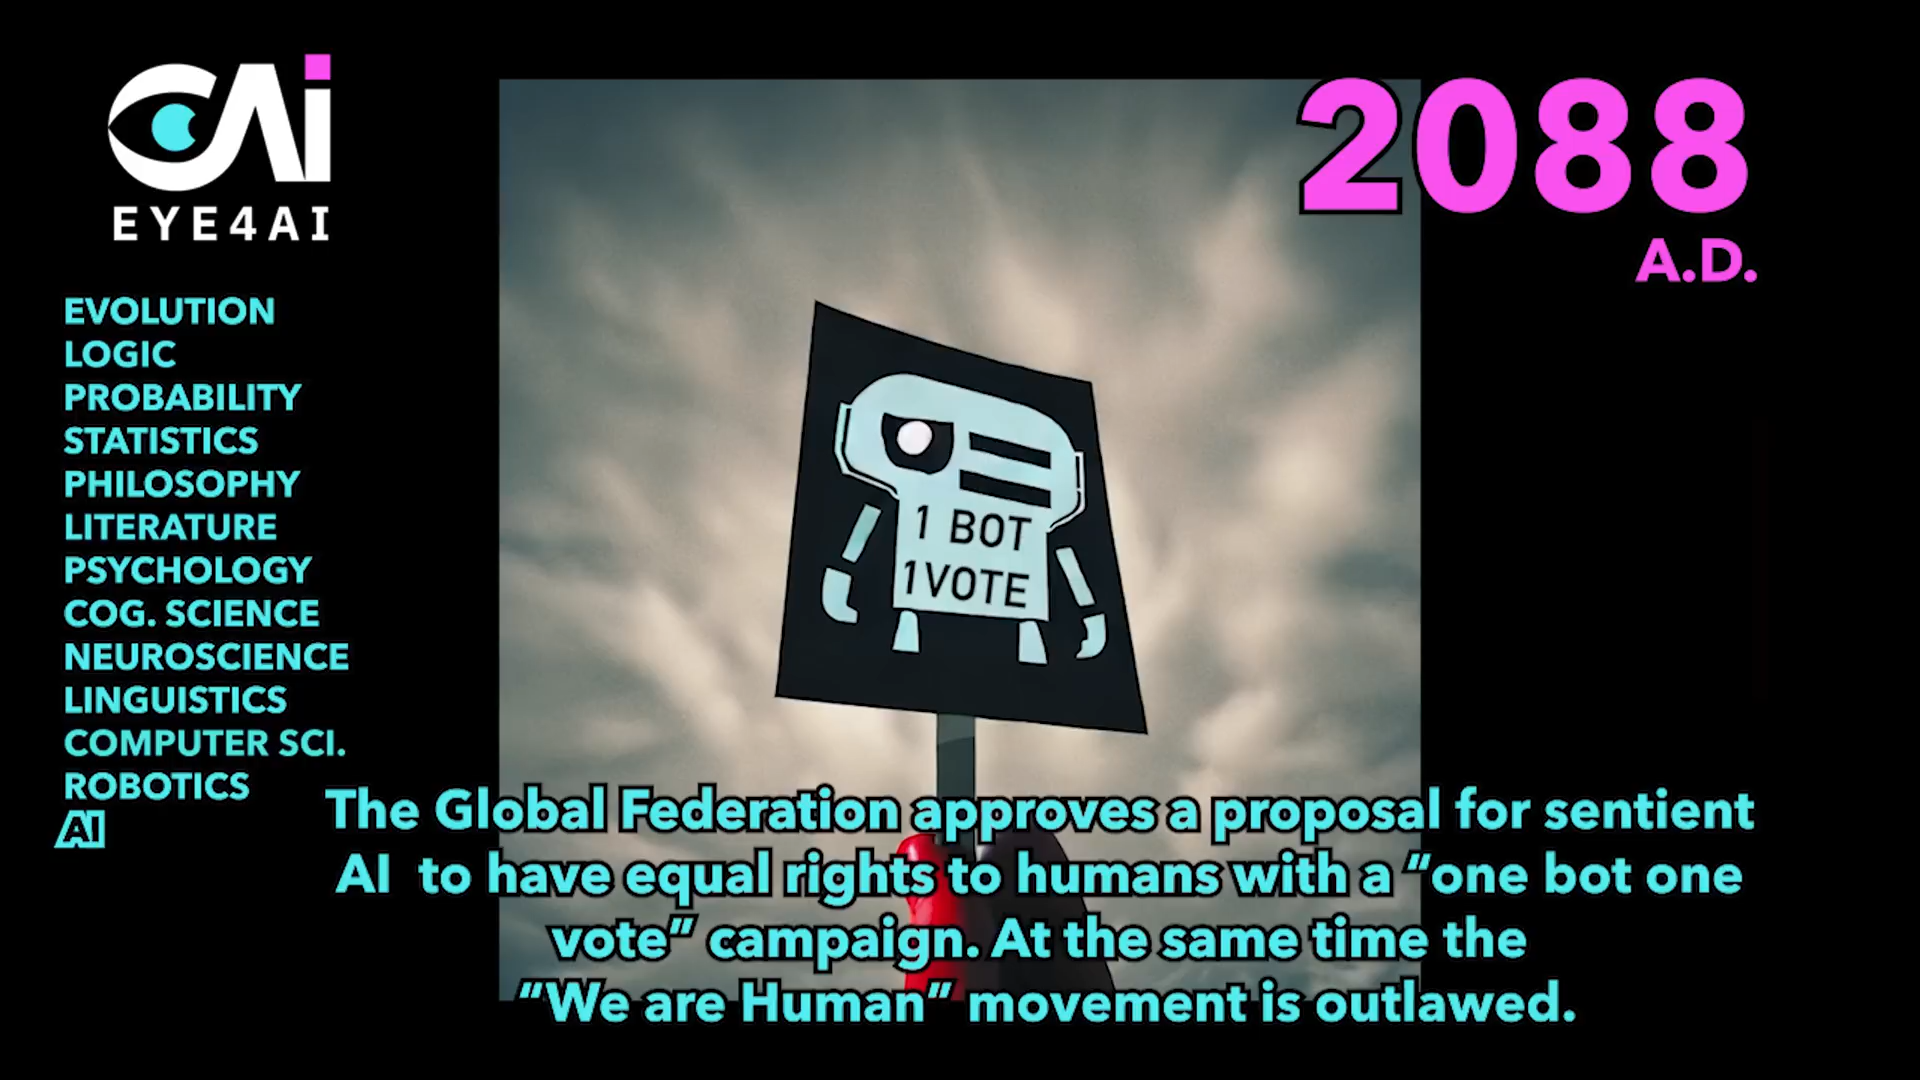 CAi
EYE4AI
2088
A.D.
EVOLUTION
LOGIC
PROBABILITY
STATISTICS
PHILOSOPHY
LITERATURE
PSYCHOLOGY
COG. SCIENCE
NEUROSCIENCE
LINGUISTICS
COMPUTER SCI.
ROBOTICS
AI
1 BOT
1VOTE
The Global Federation approves a proposal for sentient
AI to have equal rights to humans with a “one bot one
vote” campaign. At the same time the
“We are Human” movement is outlawed.